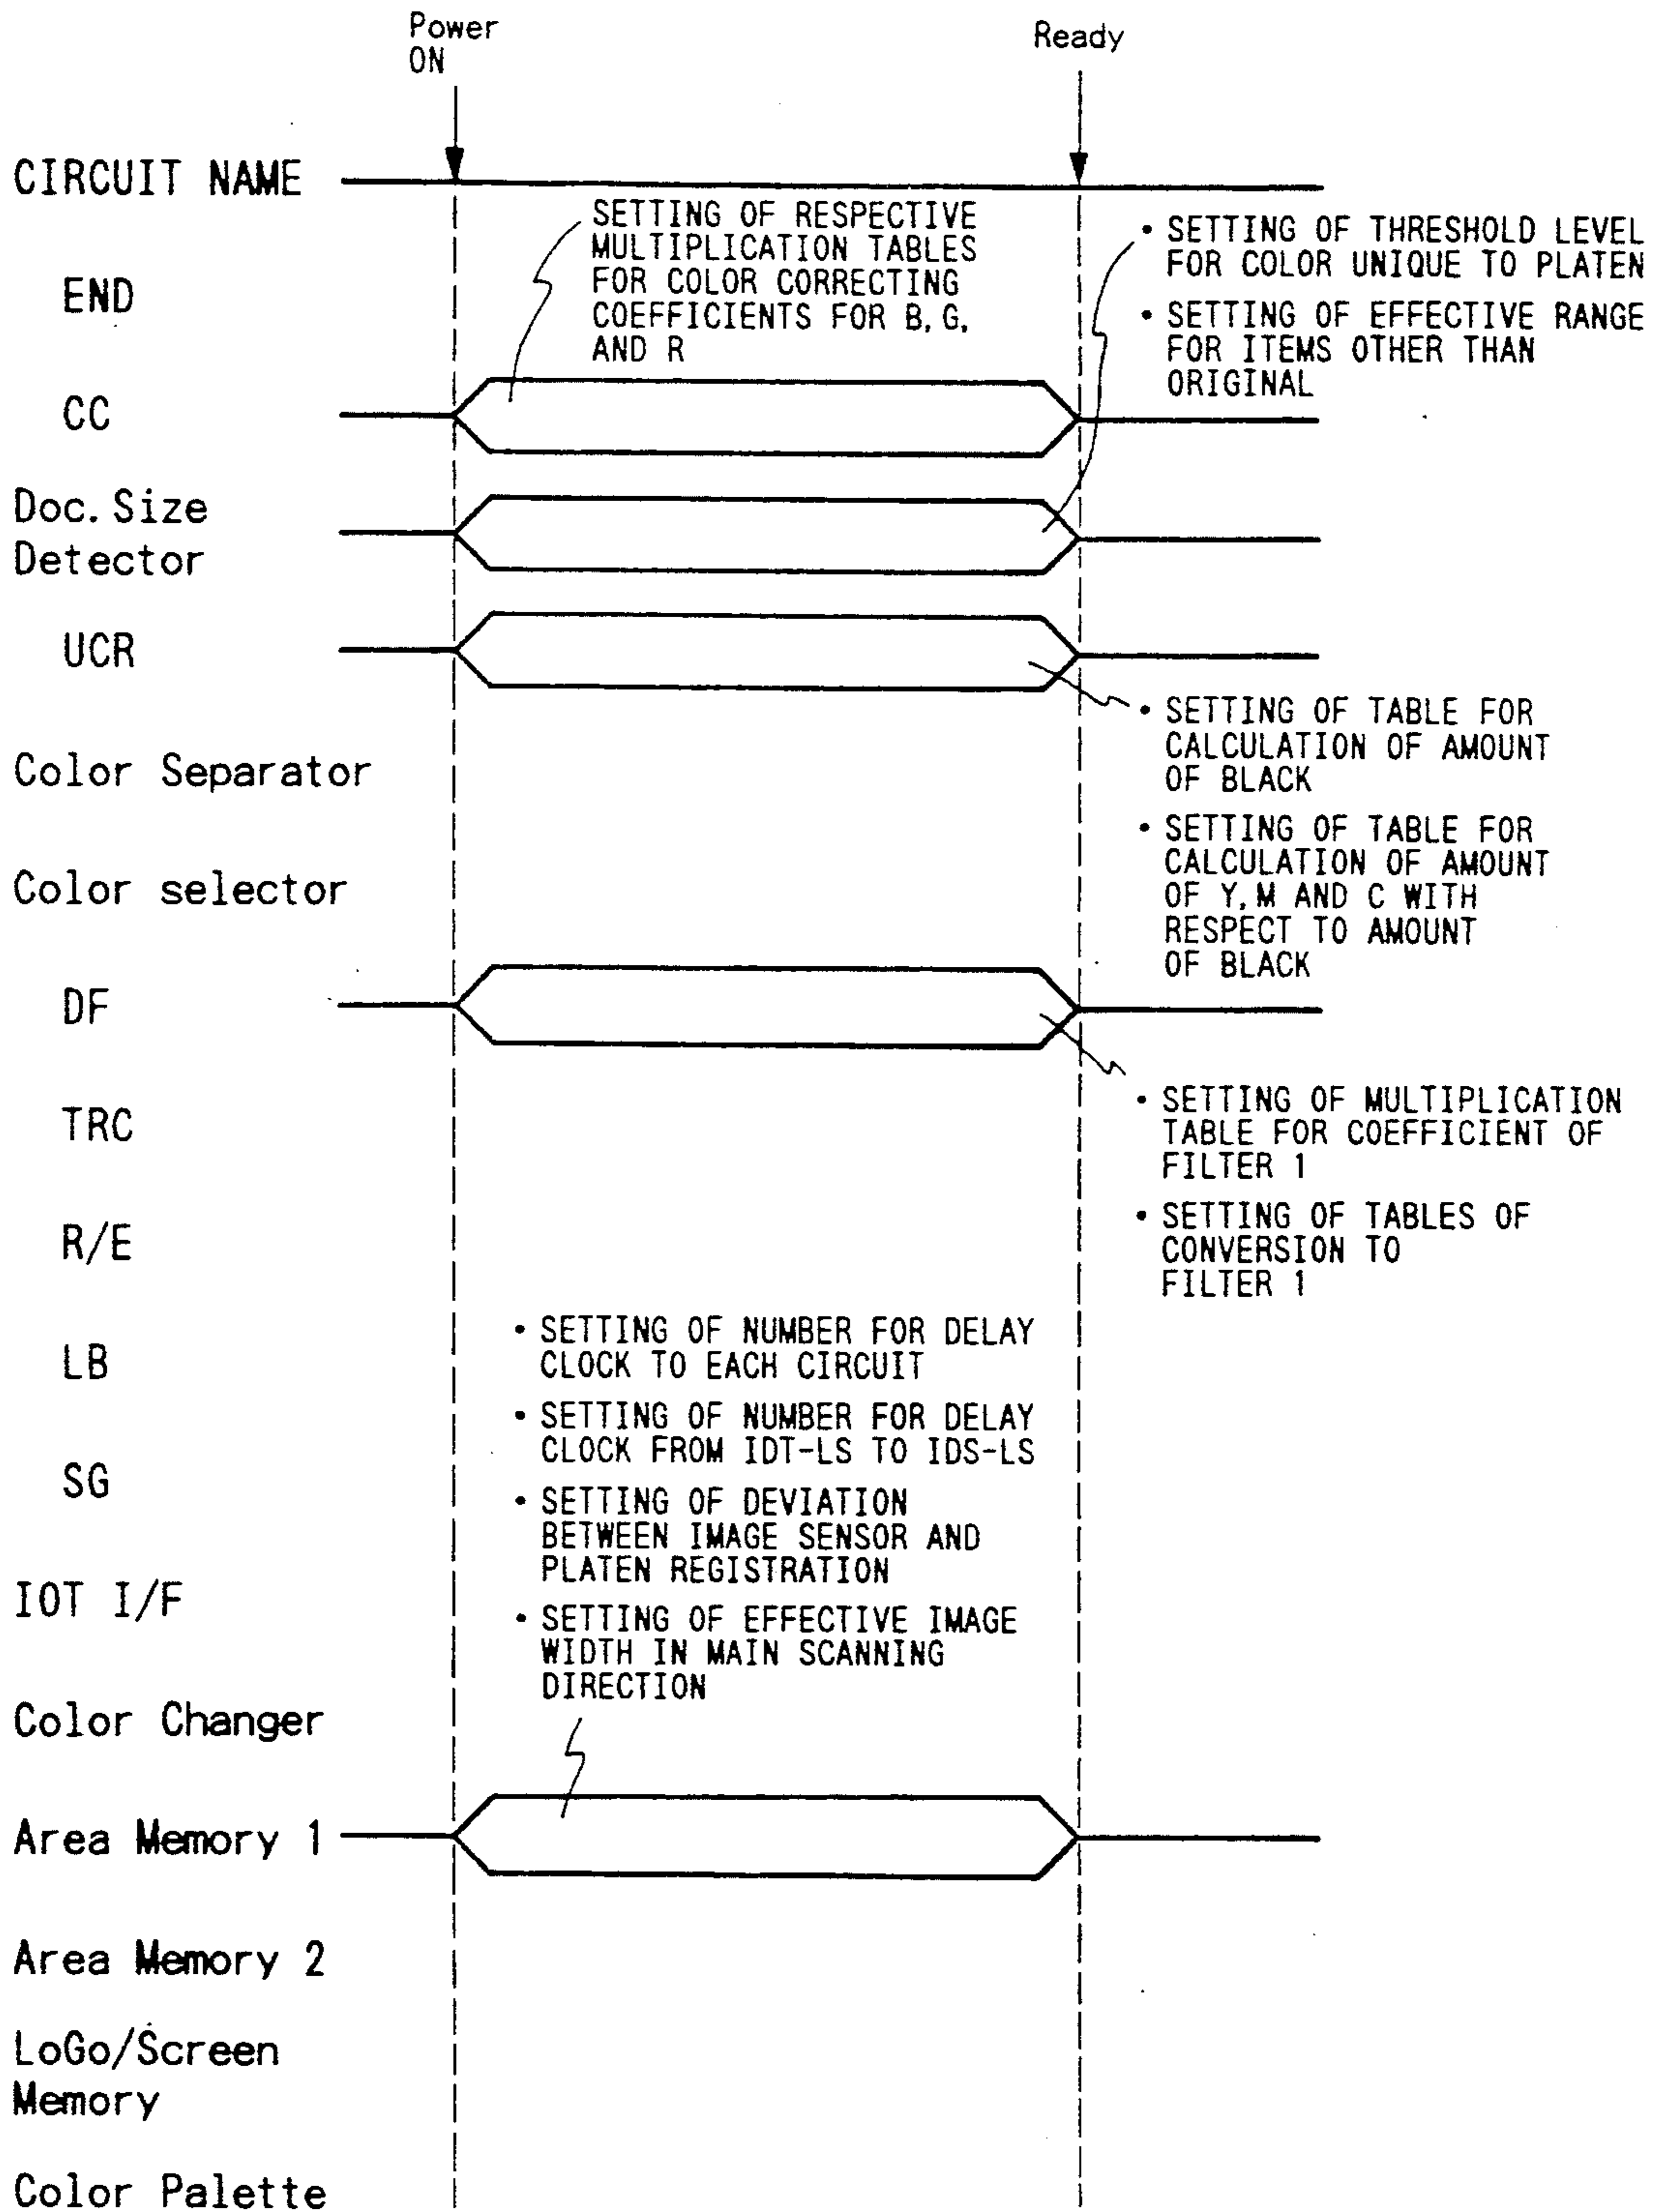 Power
ON
Ready
CIRCUIT NAME
SETTING OF RESPECTIVE
MULTIPLICATION TABLES
FOR COLOR CORRECTING
COEFFICIENTS FOR B, G,
AND R
• SETTING OF THRESHOLD LEVEL
FOR COLOR UNIQUE TO PLATEN
• SETTING OF EFFECTIVE RANGE
FOR ITEMS OTHER THAN
ORIGINAL
END
CC
Doc. Size
Detector
UCR
• SETTING OF TABLE FOR
CALCULATION OF AMOUNT
OF BLACK
• SETTING OF TABLE FOR
CALCULATION OF AMOUNT
OF Y, M AND C WITH
RESPECT TO AMOUNT
OF BLACK
Color Separator
Color selector
DF
• SETTING OF MULTIPLICATION
TABLE FOR COEFFICIENT OF
FILTER 1
• SETTING OF TABLES OF
CONVERSION TO
FILTER 1
TRC
R/E
LB
SG
• SETTING OF NUMBER FOR DELAY
CLOCK TO EACH CIRCUIT
• SETTING OF NUMBER FOR DELAY
CLOCK FROM IDT-LS TO IDS-LS
• SETTING OF DEVIATION
BETWEEN IMAGE SENSOR AND
PLATEN REGISTRATION
• SETTING OF EFFECTIVE IMAGE
WIDTH IN MAIN SCANNING
DIRECTION
IOT I/F
Color Changer
Area Memory 1
Area Memory 2
LoGo/Screen
Memory
Color Palette